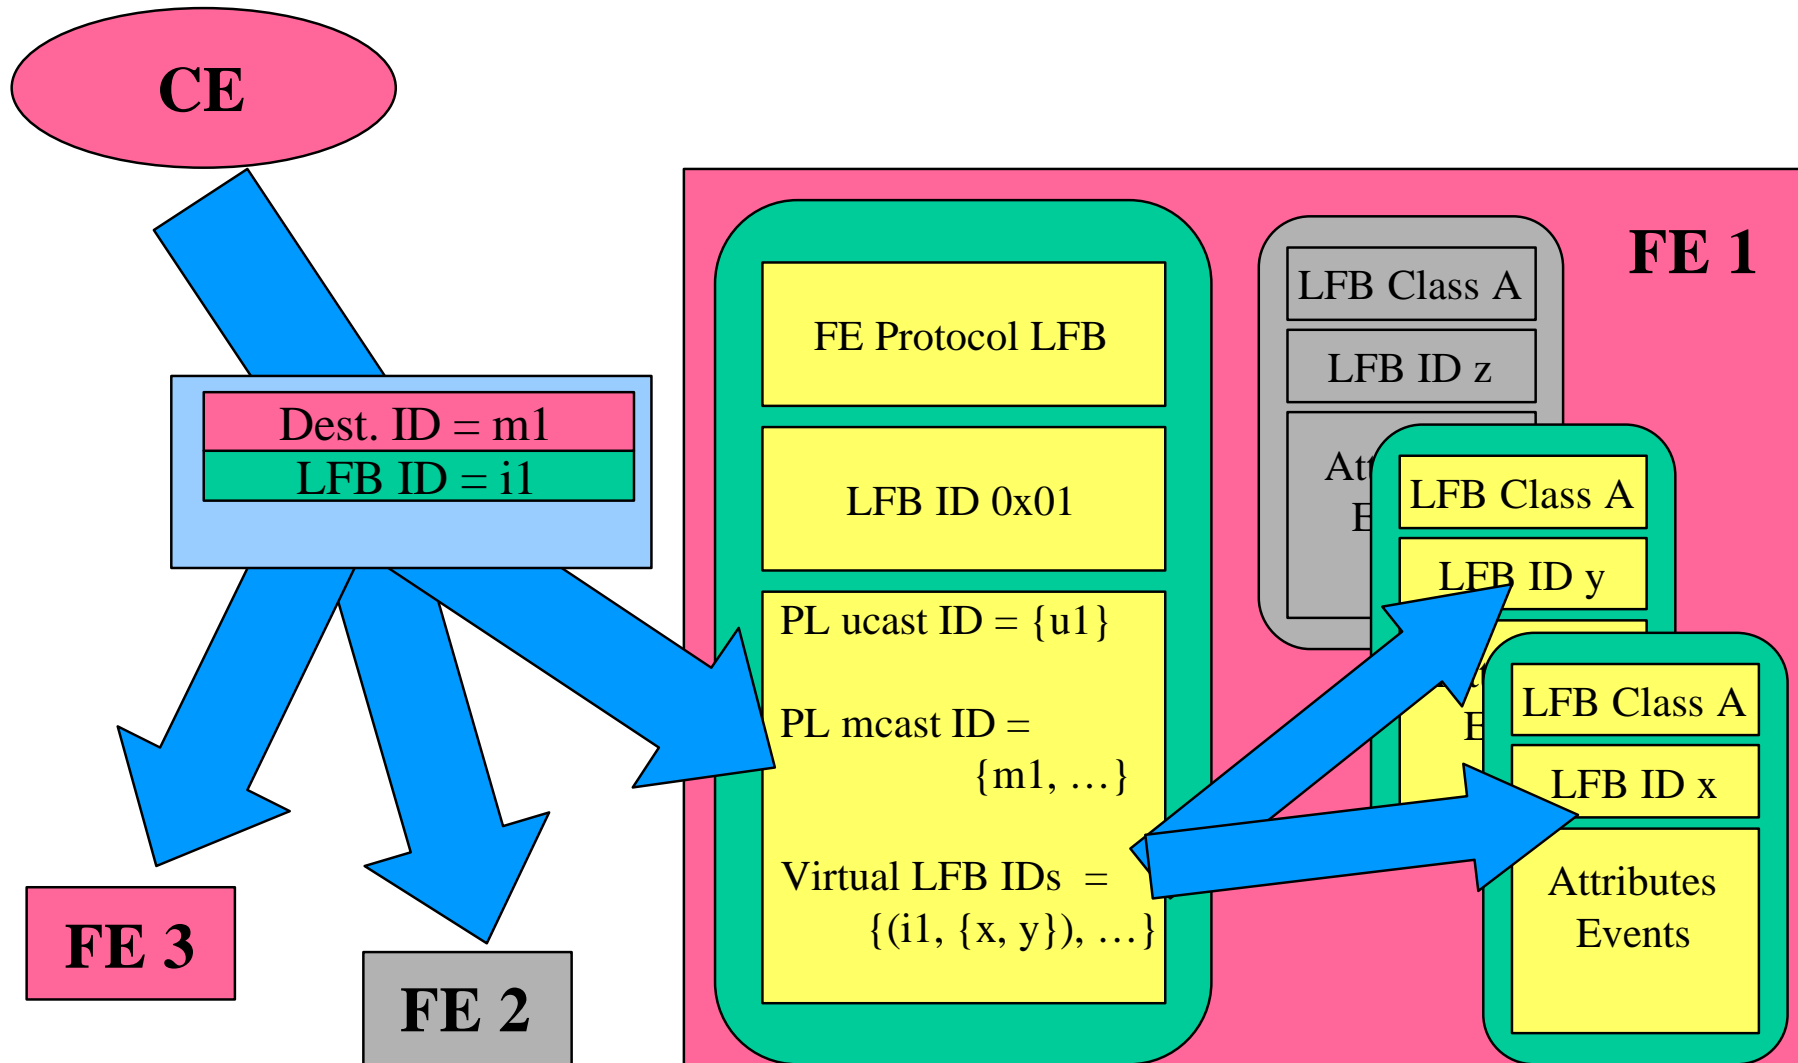 CE
Dest. ID = m1
LFB ID = i1
FE 3
FE 2
FE 1
FE Protocol LFB
LFB ID 0x01
PL ucast ID = {u1}
PL mcast ID =
{m1, …}
Virtual LFB IDs =
{(i1, {x, y}), …}
LFB Class A
LFB ID z
LFB Class A
LFB ID y
LFB Class A
LFB ID x
Attributes
Events